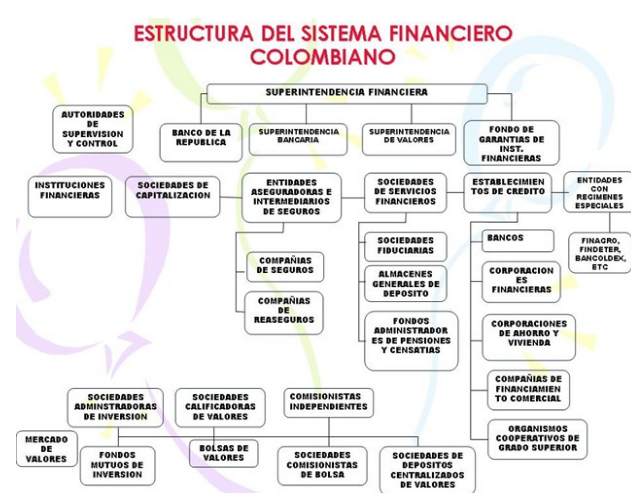 ESTRUCTURA DEL SISTEMA FINANCIERO
COLOMBIANO
SUPERINTENDENCIA FINANCIERA
AUTORIDADES
DE
SUPERVISION
Y CONTROL
BANCO DE LA
REPUBLICA
SUPERINTENDENCIA
BANCARIA
SUPERINTENDENCIA
DE VALORES
FONDO DE
GARANTIAS DE
INST.
FINANCIERAS
INSTITUCIONES
FINANCIERAS
SOCIEDADES DE
CAPITALIZACION
ENTIDADES
ASEGURADORAS E
INTERMEDIARIOS
DE SEGUROS
SOCIEDADES
DE SERVICIOS
FINANCIEROS
ESTABLECIMIEN
TOS DE CREDITO
ENTIDADES
CON
REGIMENES
ESPECIALES
COMPAÑIAS
DE SEGUROS
COMPAÑIAS
DE
REASEGUROS
SOCIEDADES
FIDUCIARIAS
ALMACENES
GENERALES DE
DEPOSITO
FONDOS
ADMINISTRADOR
ES DE PENSIONES
Y CENSATIAS
BANCOS
CORPORACION
ES
FINANCIERAS
CORPORACIONES
DE AHORRO Y
VIVIENDA
COMPAÑIAS DE
FINANCIAMIEN
TO COMERCIAL
ORGANISMOS
COOPERATIVOS DE
GRADO SUPERIOR
FINAGRO,
FINDETER,
BANCOLDEX,
ETC
MERCADO
DE
VALORES
SOCIEDADES
ADMINSTRADORAS
DE INVERSION
SOCIEDADES
CALIFICADORAS
DE VALORES
COMISIONISTAS
INDEPENDIENTES
FONDOS
MUTUOS DE
INVERSION
BOLSAS DE
VALORES
SOCIEDADES
COMISIONISTAS
DE BOLSA
SOCIEDADES DE
DEPOSITOS
CENTRALIZADOS
DE VALORES